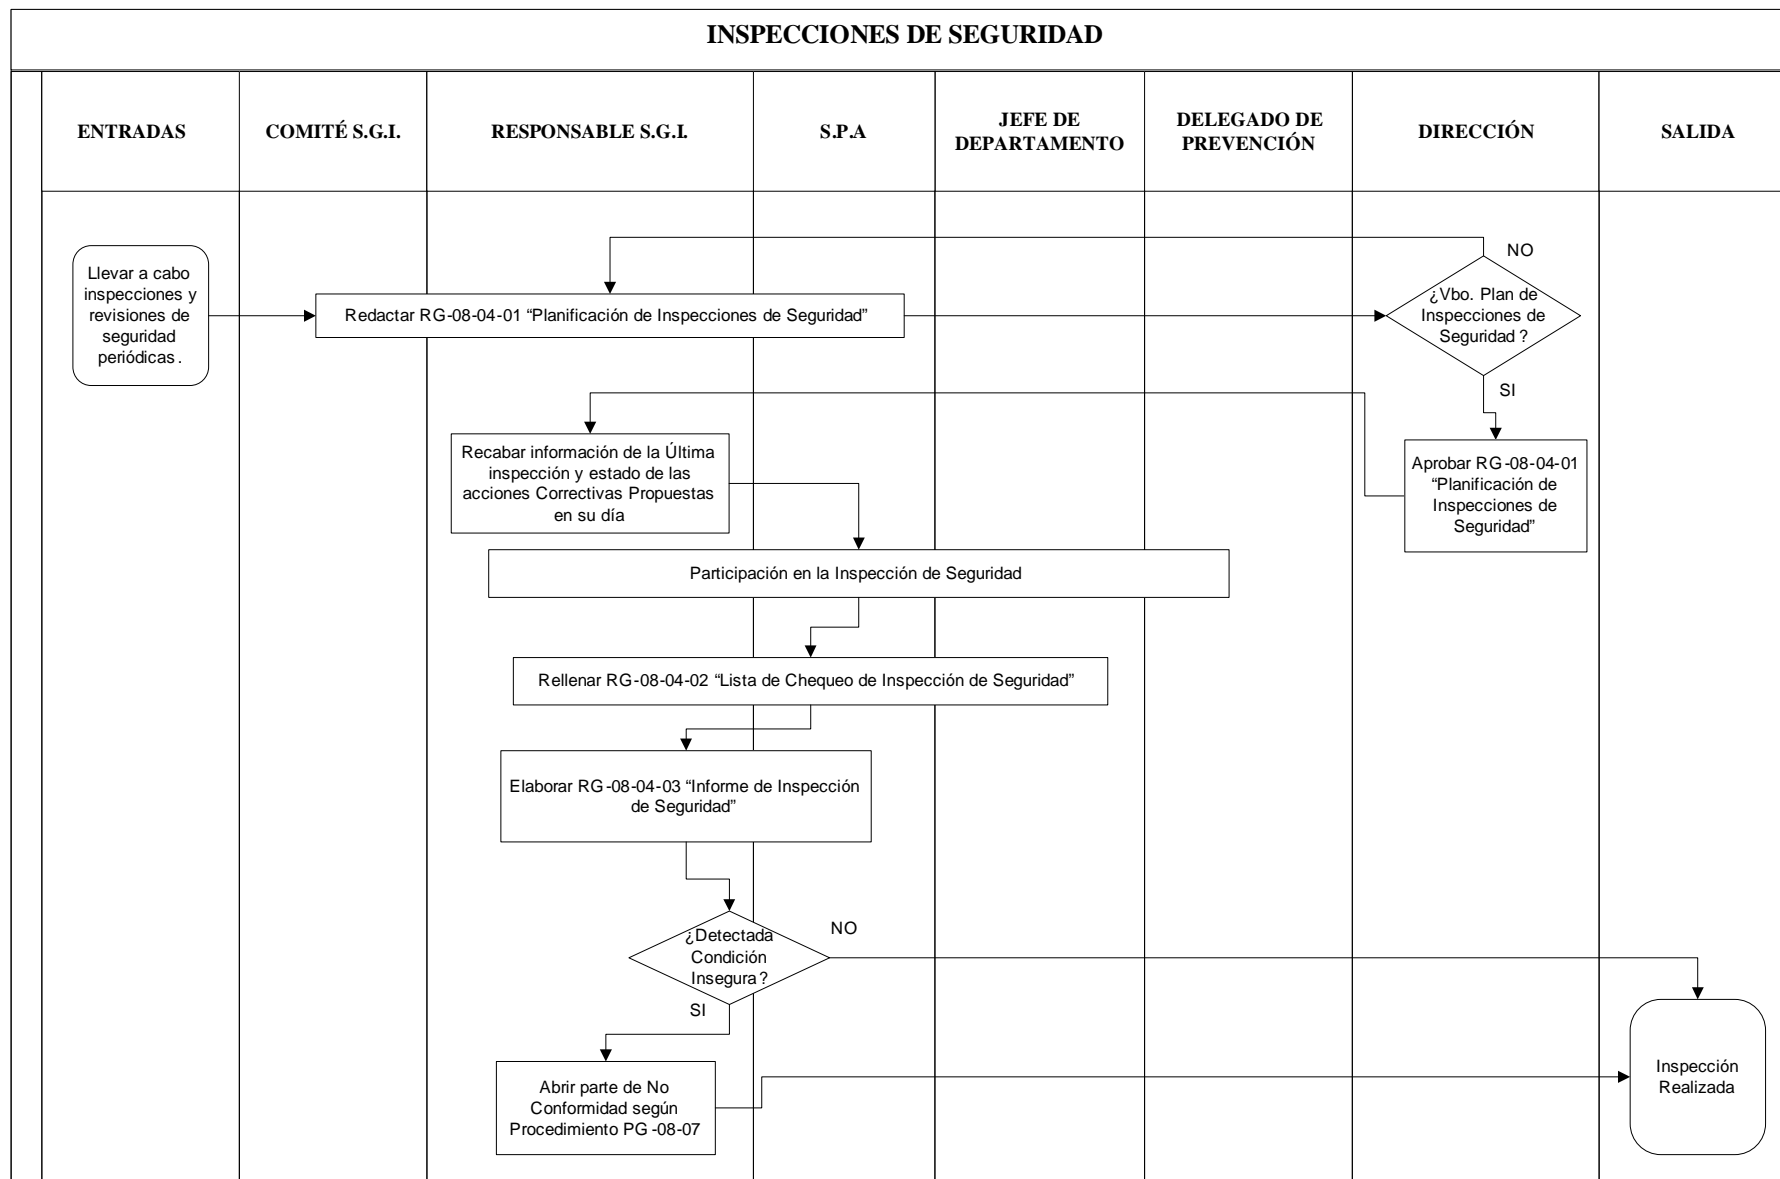 INSPECCIONES DE SEGURIDAD
ENTRADAS
COMITÉ S.G.I.
RESPONSABLE S.G.I.
S.P.A
JEFE DE
DEPARTAMENTO
DELEGADO DE
PREVENCIÓN
DIRECCIÓN
SALIDA
Llevar a cabo
inspecciones y
revisiones de
seguridad
periódicas.
Redactar RG-08-04-01 “Planificación de Inspecciones de Seguridad”
NO
¿Vbo. Plan de
Inspecciones de
Seguridad?
SI
Recabar información de la Última
inspección y estado de las
acciones Correctivas Propuestas
en su día
Aprobar RG-08-04-01
“Planificación de
Inspecciones de
Seguridad”
Participación en la Inspección de Seguridad
Rellenar RG-08-04-02 “Lista de Chequeo de Inspección de Seguridad”
Elaborar RG-08-04-03 “Informe de Inspección
de Seguridad”
¿Detectada
Condición
Insegura?
NO
SI
Abrir parte de No
Conformidad según
Procedimiento PG-08-07
Inspección
Realizada